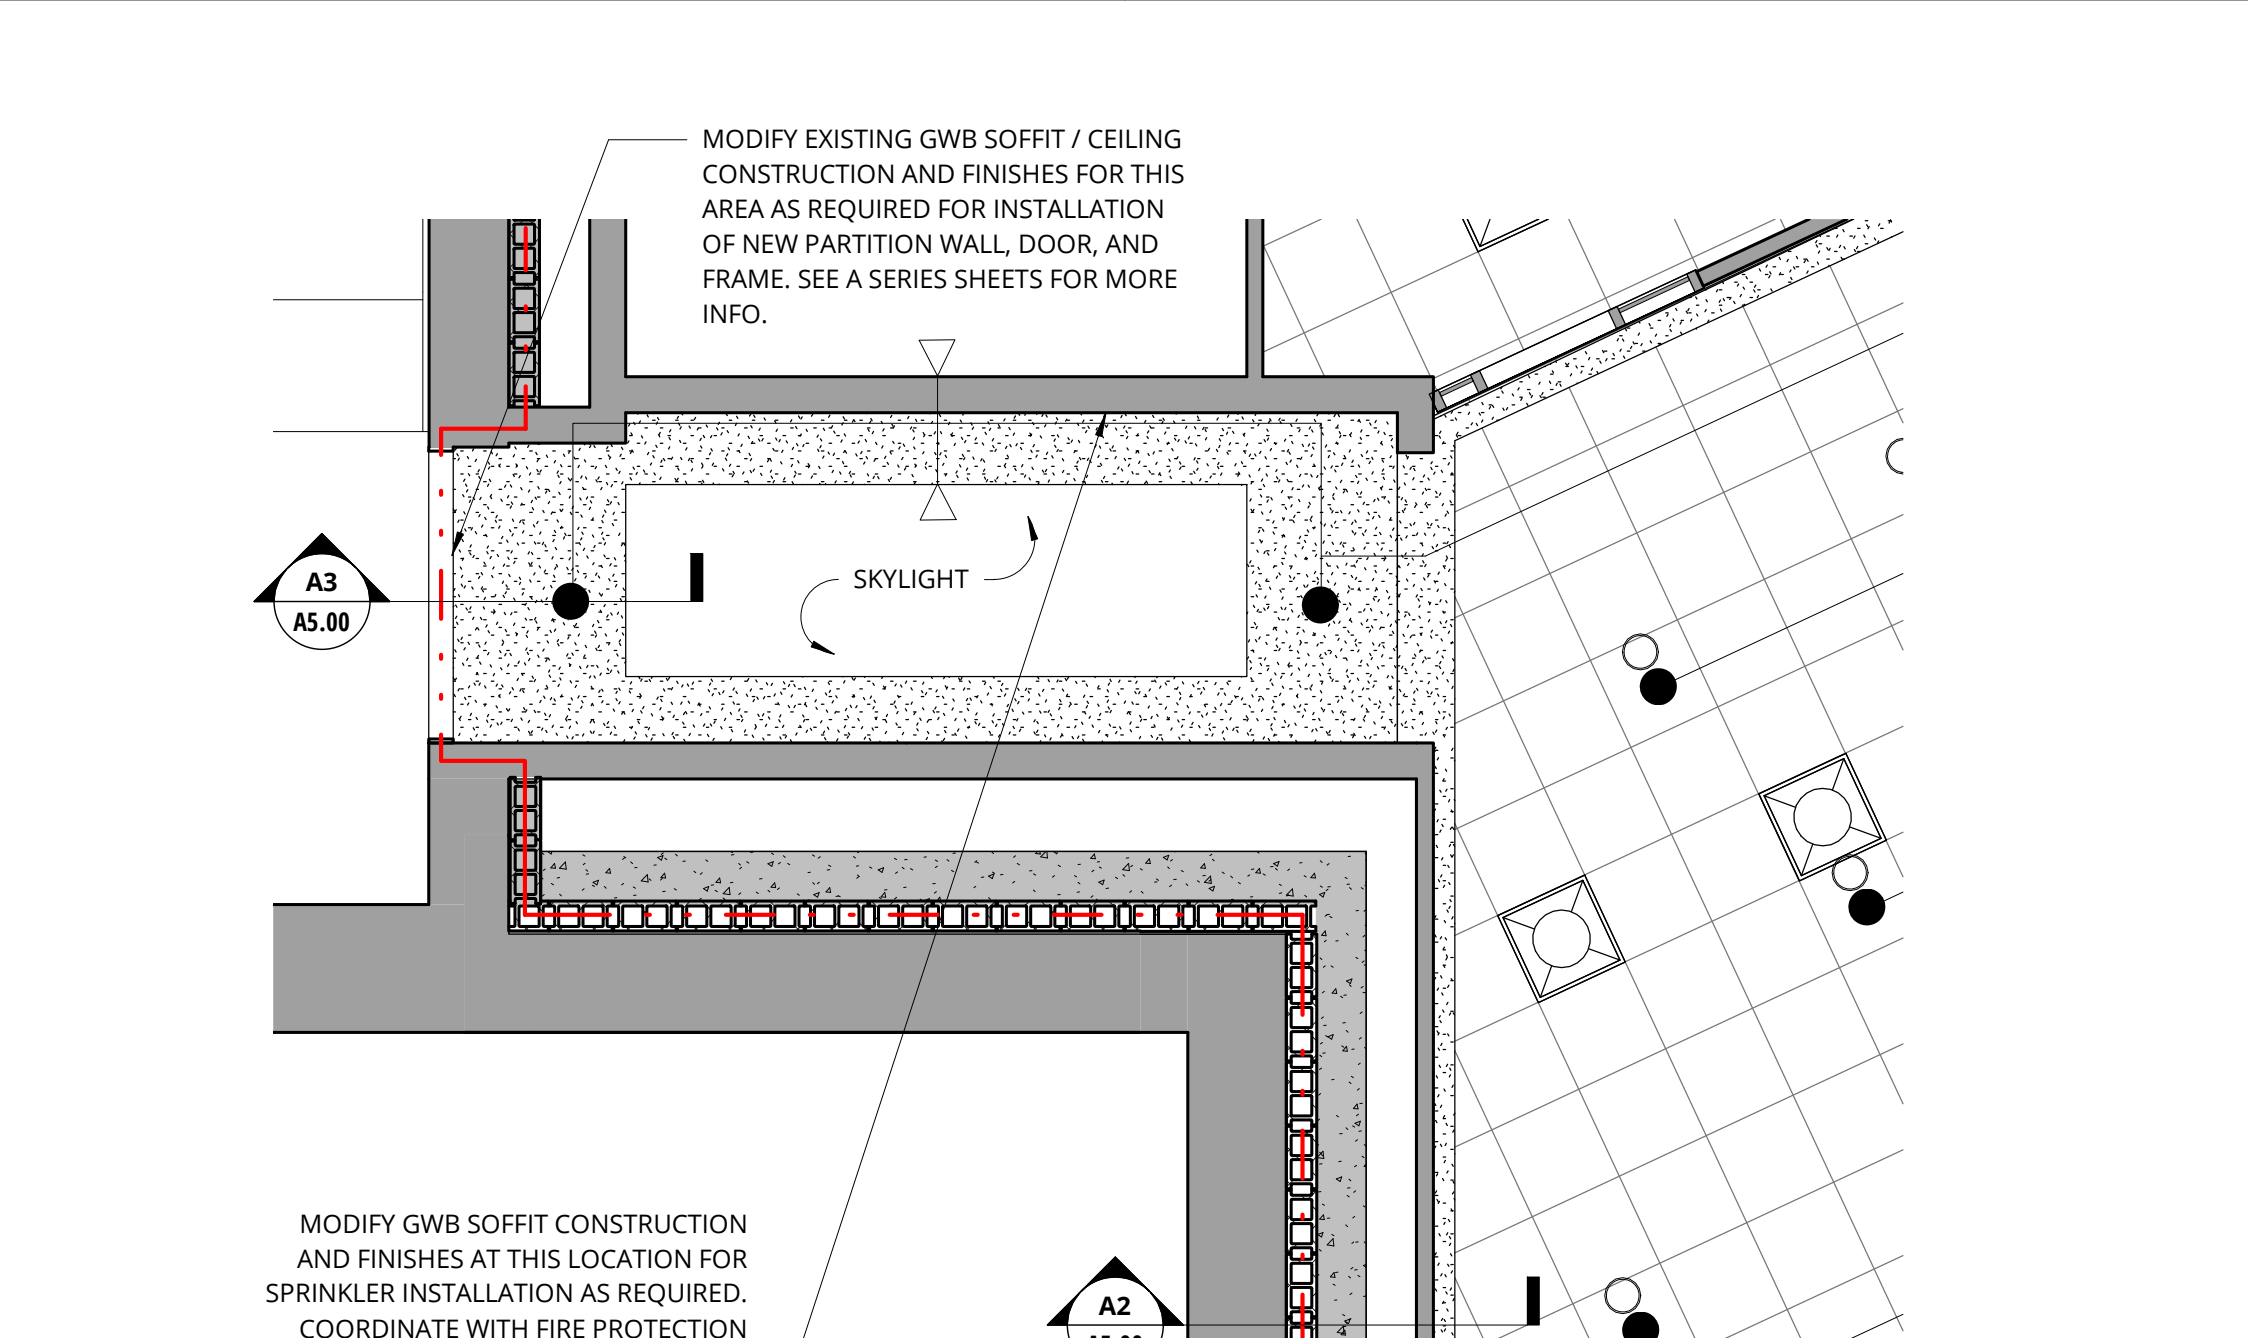 MODIFY EXISTING GWB SOFFIT / CEILING
CONSTRUCTION AND FINISHES FOR THIS
AREA AS REQUIRED FOR INSTALLATION
OF NEW PARTITION WALL, DOOR, AND
FRAME. SEE A SERIES SHEETS FOR MORE
INFO.
A3
A5.00
SKYLIGHT
MODIFY GWB SOFFIT CONSTRUCTION
AND FINISHES AT THIS LOCATION FOR
SPRINKLER INSTALLATION AS REQUIRED.
COORDINATE WITH FIRE PROTECTION
A2